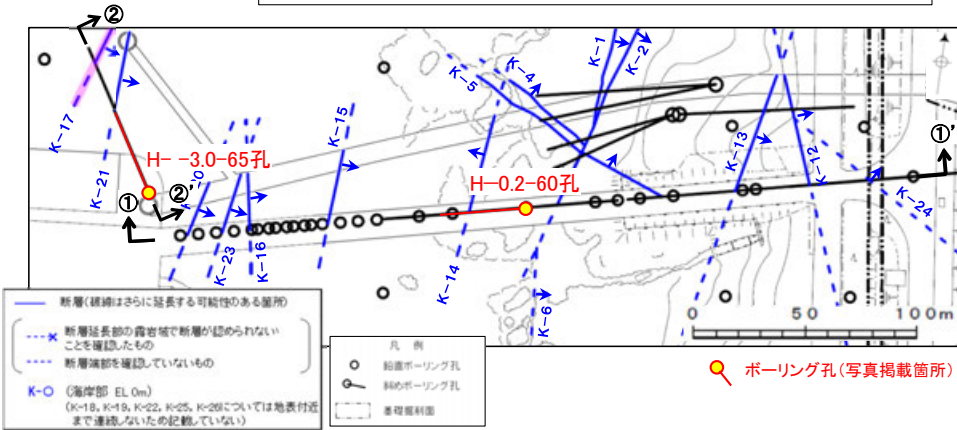 ②
①
②'
①'
K-17
K-21
K-23
K-16
K-15
K-14
K-5
K-4
K-1
K-2
K-6
K-13
K-12
K-24
H- -3.0-65孔
H-0.2-60孔
0 50 100m
ボーリング孔(写真掲載箇所)
断層(破線はさらに延長する可能性のある箇所)
断層延長部の露岩域で断層が認められない
ことを確認したもの
断層端部を確認していないもの
K-○ (海岸部 EL.0m)
(K-18, K-19, K-22, K-25, K-26については地表付近
まで連続しないため記載していない)
凡 例
鉛直ボーリング孔
斜めボーリング孔
基礎掘削面